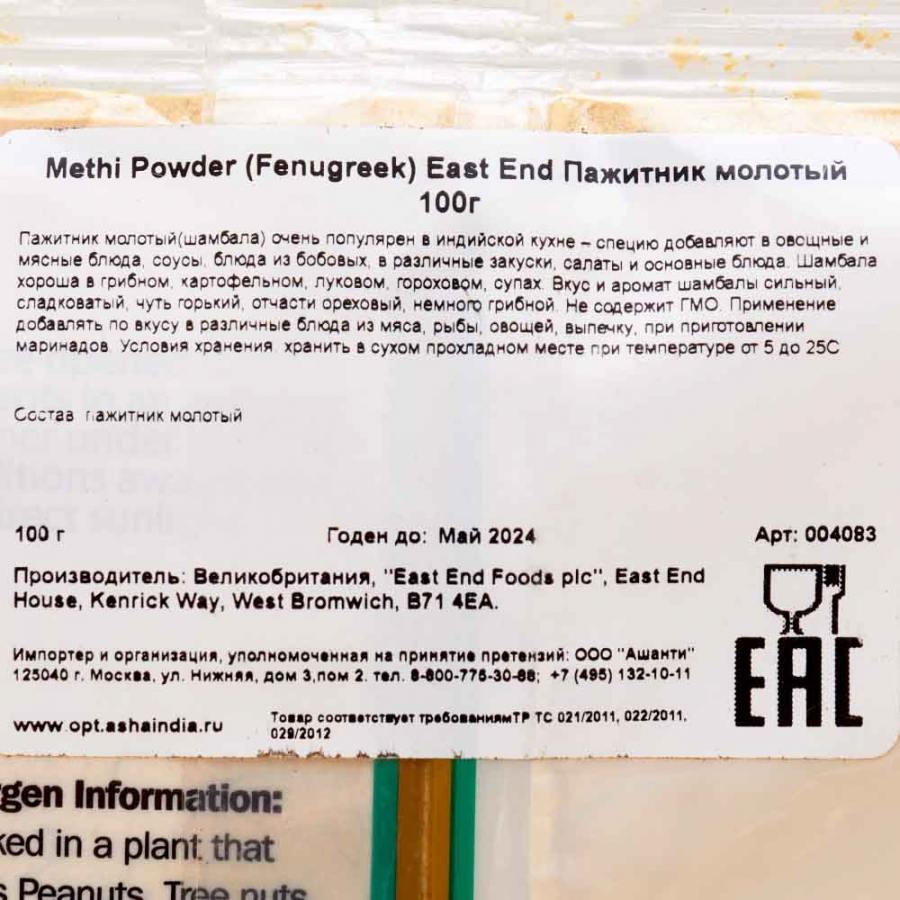 Methi Powder (Fenugreek) East End Пажитник молотый
100г
Пажитник молотый(шамбала) очень популярен в индийской кухне – специю добавляют в овощные и
мясные блюда, соусы, блюда из бобовых, в различные закуски, салаты и основные блюда. Шамбала
хороша в грибном, картофельном, луковом, гороховом, супах. Вкус и аромат шамбалы сильный,
сладковатый, чуть горький, отчасти ореховый, немного грибной. Не содержит ГМО. Применение
добавлять по вкусу в различные блюда из мяса, рыбы, овощей, выпечку, при приготовлении
маринадов. Условия хранения: хранить в сухом прохладном месте при температуре от 5 до 25С
Состав: пажитник молотый
100 г Годен до: Май 2024 Арт: 004083
Производитель: Великобритания, "East End Foods plc", East End
House, Kenrick Way, West Bromwich, B71 4EA.
Импортер и организация, уполномоченная на принятие претензий: ООО "Ашанти"
125040 г. Москва, ул. Нижняя, дом 3,пом 2. тел. 8-800-775-30-88; +7 (495) 132-10-11
www.opt.ashaindia.ru
Товар соответствует требованиямТР ТС 021/2011, 022/2011,
029/2012
EAC
gen Information:
ked in a plant that
s Peanuts, Tree nuts